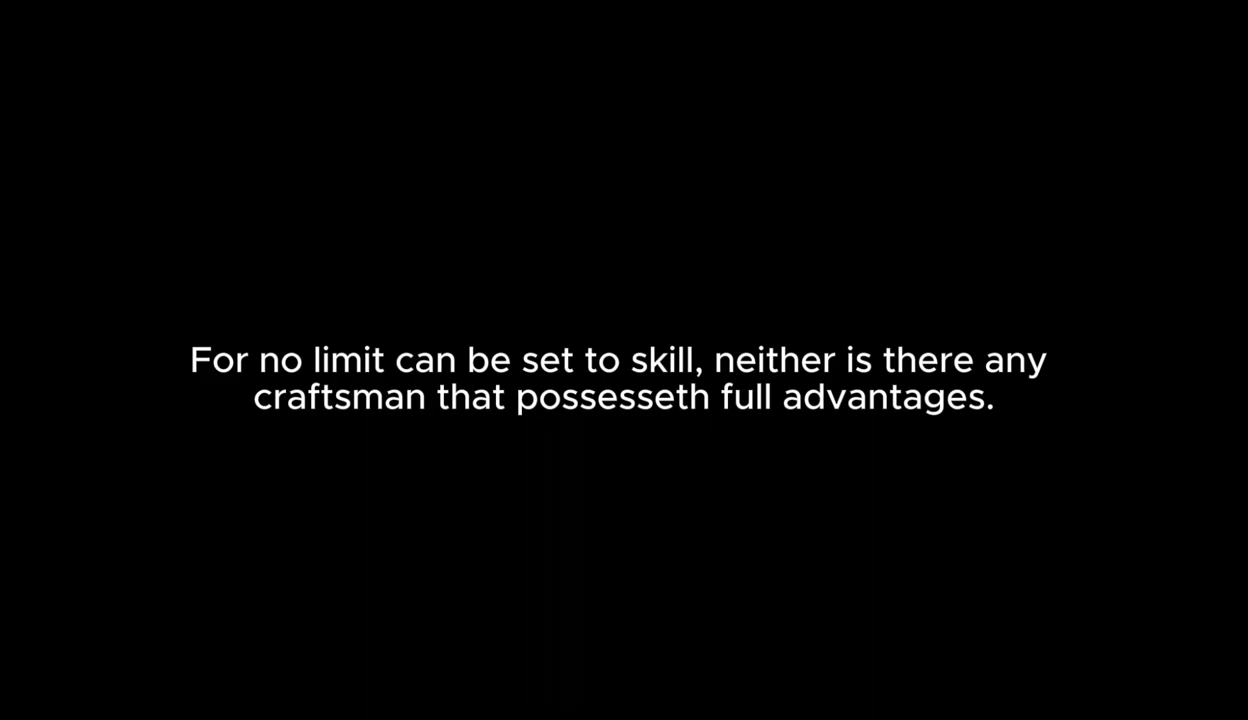 For no limit can be set to skill, neither is there any
craftsman that possesseth full advantages.